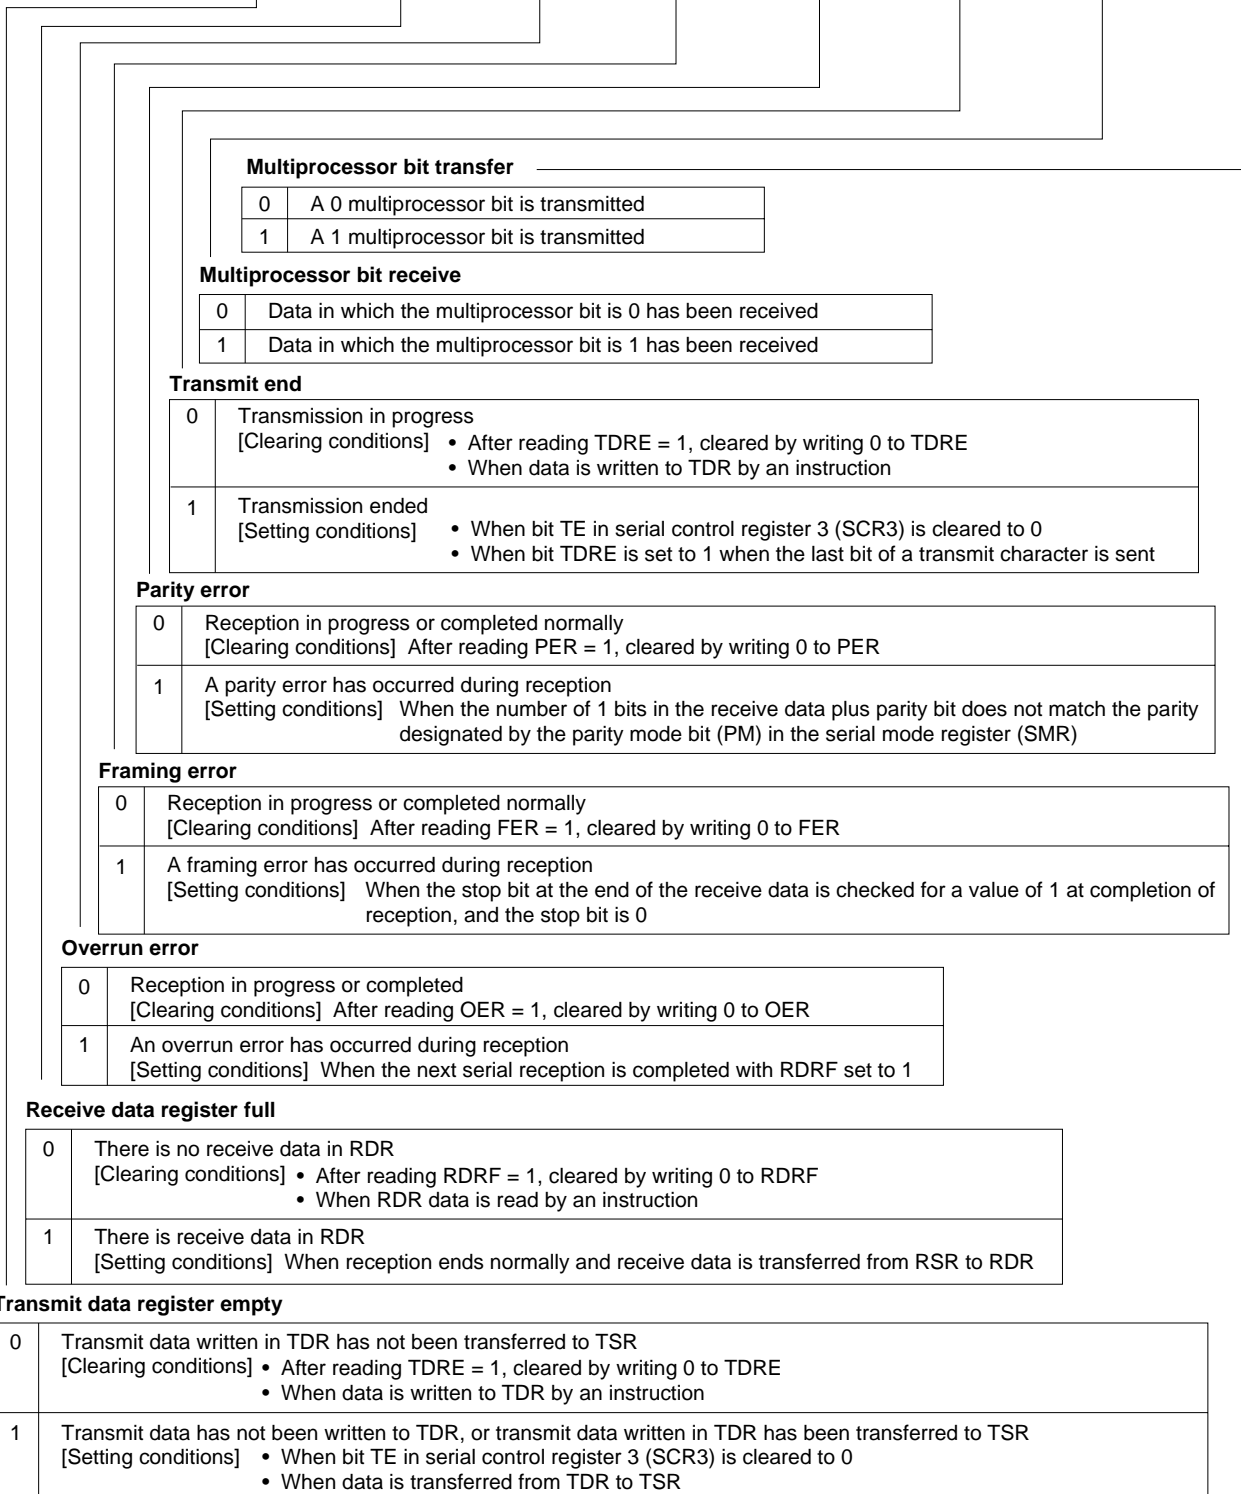 Multiprocessor bit transfer
0 A 0 multiprocessor bit is transmitted
1 A 1 multiprocessor bit is transmitted
Multiprocessor bit receive
0 Data in which the multiprocessor bit is 0 has been received
1 Data in which the multiprocessor bit is 1 has been received
Transmit end
0 Transmission in progress
[Clearing conditions] • After reading TDRE = 1, cleared by writing 0 to TDRE
• When data is written to TDR by an instruction
1 Transmission ended
[Setting conditions] • When bit TE in serial control register 3 (SCR3) is cleared to 0
• When bit TDRE is set to 1 when the last bit of a transmit character is sent
Parity error
0 Reception in progress or completed normally
[Clearing conditions] After reading PER = 1, cleared by writing 0 to PER
1 A parity error has occurred during reception
[Setting conditions] When the number of 1 bits in the receive data plus parity bit does not match the parity
designated by the parity mode bit (PM) in the serial mode register (SMR)
Framing error
0 Reception in progress or completed normally
[Clearing conditions] After reading FER = 1, cleared by writing 0 to FER
1 A framing error has occurred during reception
[Setting conditions] When the stop bit at the end of the receive data is checked for a value of 1 at completion of
reception, and the stop bit is 0
Overrun error
0 Reception in progress or completed
[Clearing conditions] After reading OER = 1, cleared by writing 0 to OER
1 An overrun error has occurred during reception
[Setting conditions] When the next serial reception is completed with RDRF set to 1
Receive data register full
0 There is no receive data in RDR
[Clearing conditions] • After reading RDRF = 1, cleared by writing 0 to RDRF
• When RDR data is read by an instruction
1 There is receive data in RDR
[Setting conditions] When reception ends normally and receive data is transferred from RSR to RDR
Transmit data register empty
0 Transmit data written in TDR has not been transferred to TSR
[Clearing conditions] • After reading TDRE = 1, cleared by writing 0 to TDRE
• When data is written to TDR by an instruction
1 Transmit data has not been written to TDR, or transmit data written in TDR has been transferred to TSR
[Setting conditions] • When bit TE in serial control register 3 (SCR3) is cleared to 0
• When data is transferred from TDR to TSR